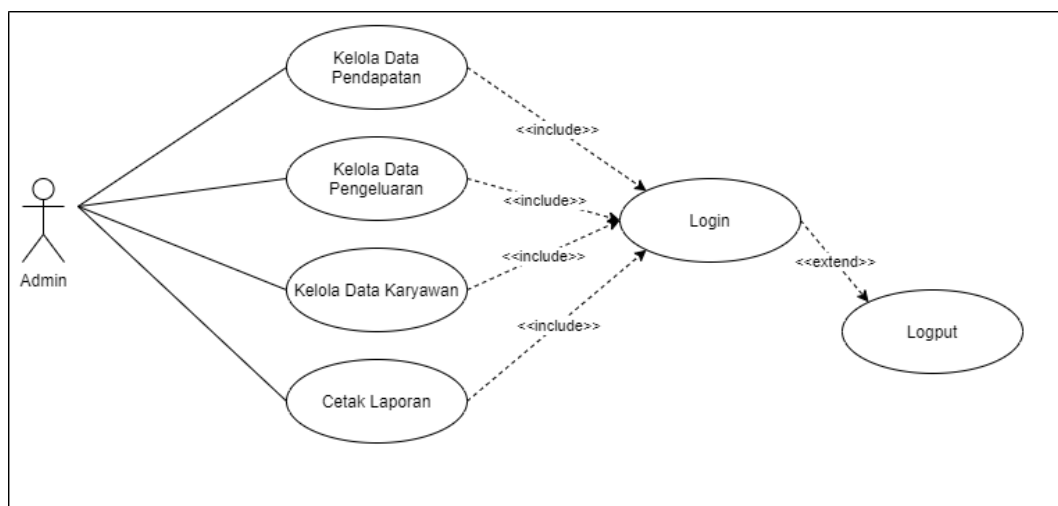 Kelola Data
Pendapatan
<<include>>
Kelola Data
Pengeluaran
<<include>>
Login
Admin
<<include>>
<<extend>>
Kelola Data Karyawan
<<include>>
Logput
Cetak Laporan